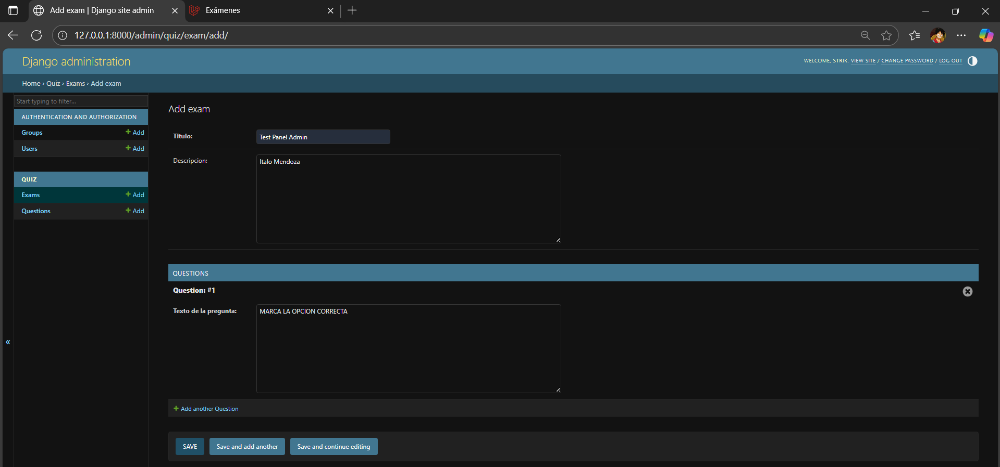 Add exam | Django site admin
Exámenes
127.0.0.1:8000/admin/quiz/exam/add/
Django administration
WELCOME, STRIK. VIEW SITE / CHANGE PASSWORD / LOG OUT
Home › Quiz › Exams › Add exam
Start typing to filter...
AUTHENTICATION AND AUTHORIZATION
Groups + Add
Users + Add
QUIZ
Exams + Add
Questions + Add
«
Add exam
Titulo: Test Panel Admin
Descripcion: Italo Mendoza
QUESTIONS
Question: #1
Texto de la pregunta: MARCA LA OPCION CORRECTA
+ Add another Question
SAVE Save and add another Save and continue editing